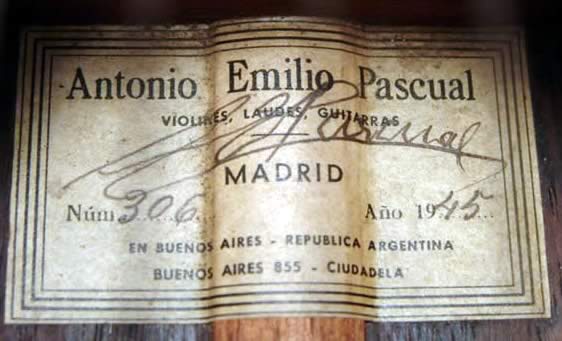 Antonio Emilio Pascual
VIOLINES, LAUDES, GUITARRAS
Pascual
MADRID
Núm 306 Año 1945
EN BUENOS AIRES - REPUBLICA ARGENTINA
BUENOS AIRES 855 - CIUDADELA